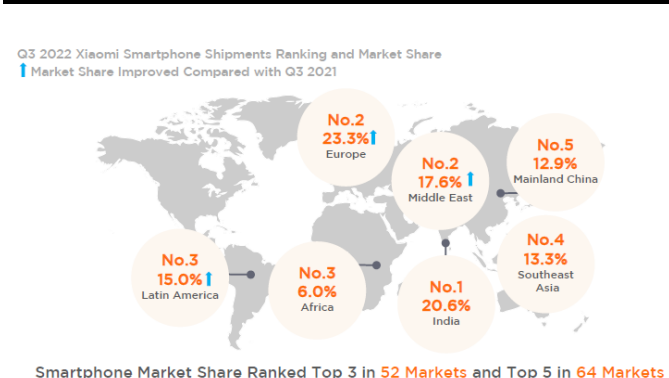 Q3 2022 Xiaomi Smartphone Shipments Ranking and Market Share
Market Share Improved Compared with Q3 2021
No.2
23.3%
Europe
No.2
17.6%
Middle East
No.5
12.9%
Mainland China
No.3
15.0%
Latin America
No.3
6.0%
Africa
No.1
20.6%
India
No.4
13.3%
Southeast
Asia
Smartphone Market Share Ranked Top 3 in 52 Markets and Top 5 in 64 Markets